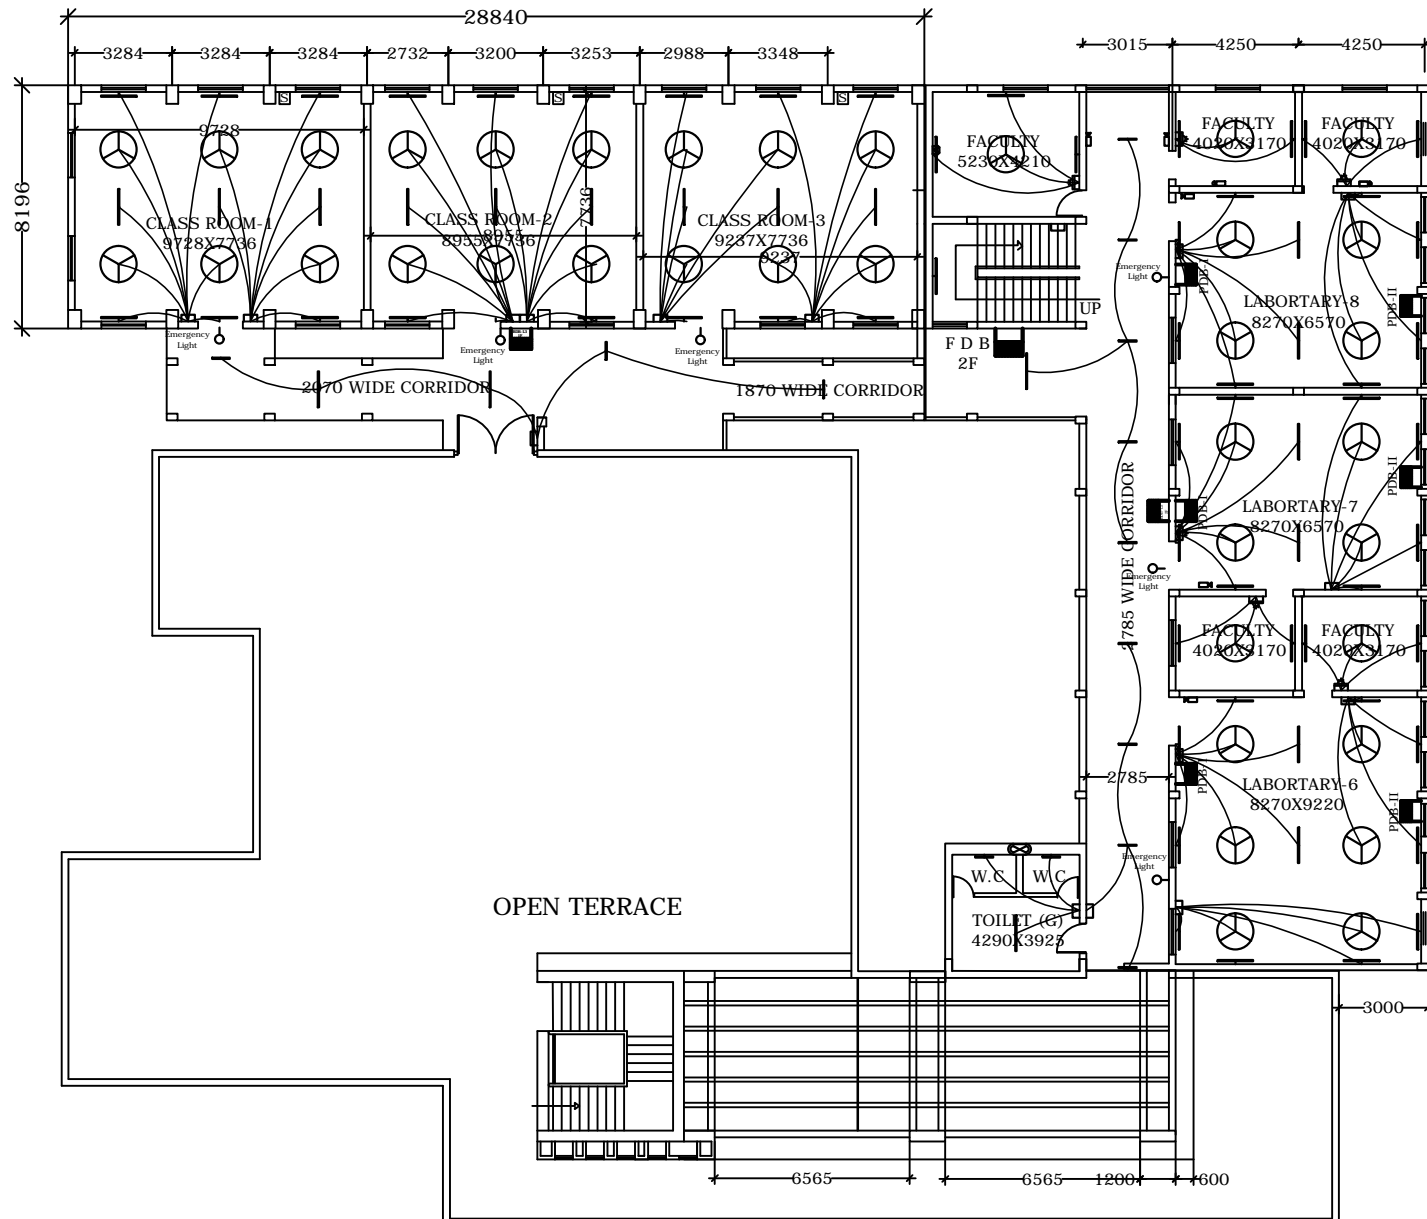 28840
3284
3284
3284
2732
3200
3253
2988
3348
3015
4250
4250
S
S
S
8196
9728
CLASS ROOM-1
9728X7736
CLASS ROOM-2
8955
8955X7736
7736
CLASS ROOM-3
9237X7736
9237
FACULTY
5230X4210
FACULTY
4020X3170
FACULTY
4020X3170
UP
F D B
2F
Emergency
Light
Emergency
Light
Emergency
Light
Emergency
Light
PDB-I
LABORTARY-8
8270X6570
PDB-II
2070 WIDE CORRIDOR
1870 WIDE CORRIDOR
2785 WIDE CORRIDOR
PDB-I
LABORTARY-7
8270X6570
PDB-II
Emergency
Light
FACULTY
4020X3170
FACULTY
4020X3170
2785
PDB-I
LABORTARY-6
8270X9220
PDB-II
Emergency
Light
W.C
W.C
TOILET (G)
4290X3925
OPEN TERRACE
3000
6565
6565
1200
600